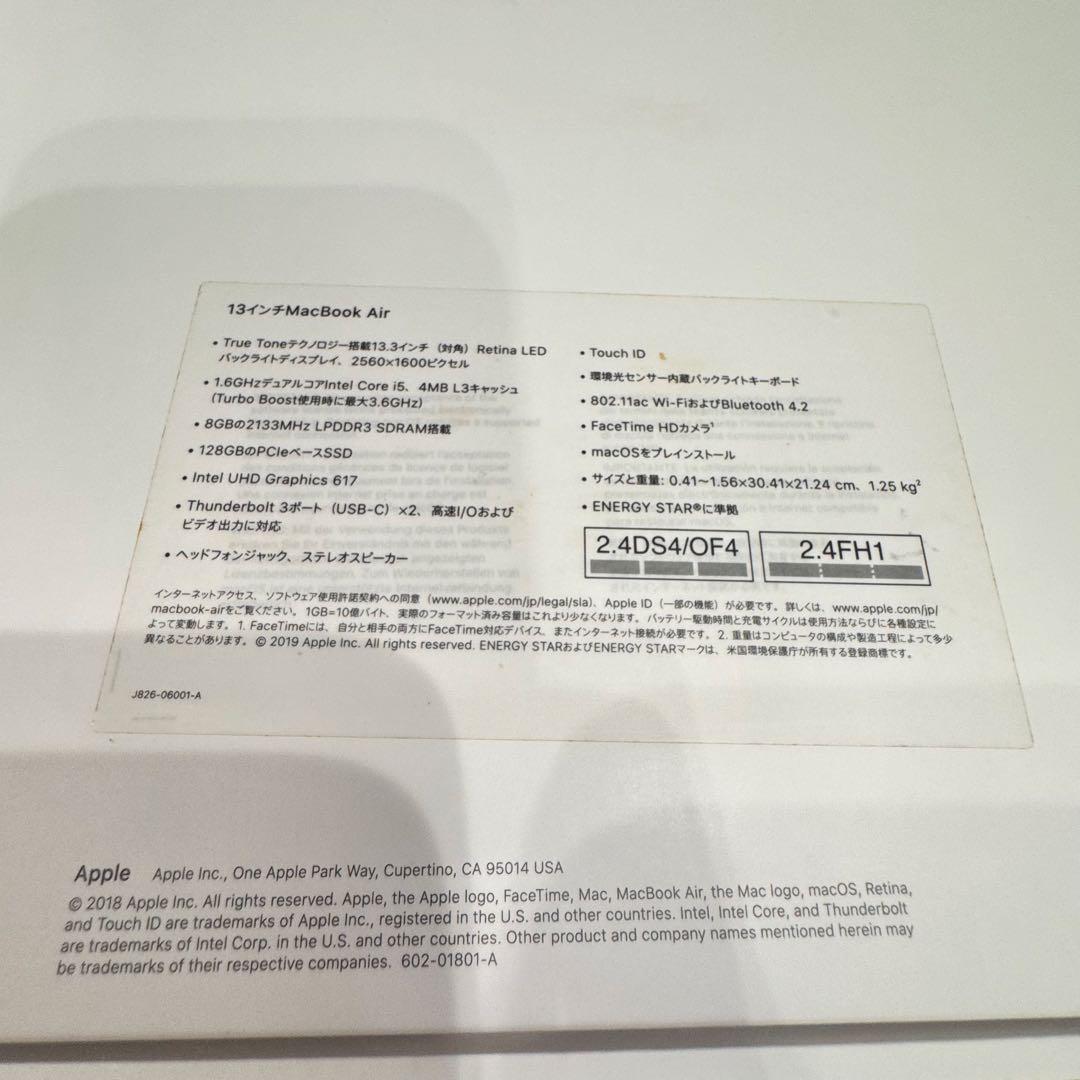 13インチMacBook Air
• True Toneテクノロジー搭載13.3インチ（対角）Retina LED
バックライトディスプレイ、2560×1600ピクセル
• 1.6GHzデュアルコアIntel Core i5、4MB L3キャッシュ
(Turbo Boost使用時に最大3.6GHz)
• 8GBの2133MHz LPDDR3 SDRAM搭載
• 128GBのPCIeベースSSD
• Intel UHD Graphics 617
• Thunderbolt 3ポート（USB-C）×2、高速I/Oおよび
ビデオ出力に対応
• ヘッドフォンジャック、ステレオスピーカー
• Touch ID
• 環境光センサー内蔵バックライトキーボード
• 802.11ac Wi-FiおよびBluetooth 4.2
• FaceTime HDカメラ¹
• macOSをプレインストール
• サイズと重量: 0.41〜1.56×30.41×21.24 cm、1.25 kg²
• ENERGY STAR®に準拠
2.4DS4/OF4
2.4FH1
インターネットアクセス、ソフトウェア使用許諾契約への同意（www.apple.com/jp/legal/sla）、Apple ID（一部の機能）が必要です。詳しくは、www.apple.com/jp/
macbook-airをご覧ください。1GB=10億バイト、実際のフォーマット済み容量はこれより少なくなります。バッテリー駆動時間と充電サイクルは使用方法ならびに各種設定に
よって変動します。1. FaceTimeには、自分と相手の両方にFaceTime対応デバイス、またインターネット接続が必要です。2. 重量はコンピュータの構成や製造工程によって多少
異なることがあります。© 2019 Apple Inc. All rights reserved. ENERGY STARおよびENERGY STARマークは、米国環境保護庁が所有する登録商標です。
J826-06001-A
Apple Apple Inc., One Apple Park Way, Cupertino, CA 95014 USA
© 2018 Apple Inc. All rights reserved. Apple, the Apple logo, FaceTime, Mac, MacBook Air, the Mac logo, macOS, Retina,
and Touch ID are trademarks of Apple Inc., registered in the U.S. and other countries. Intel, Intel Core, and Thunderbolt
are trademarks of Intel Corp. in the U.S. and other countries. Other product and company names mentioned herein may
be trademarks of their respective companies. 602-01801-A